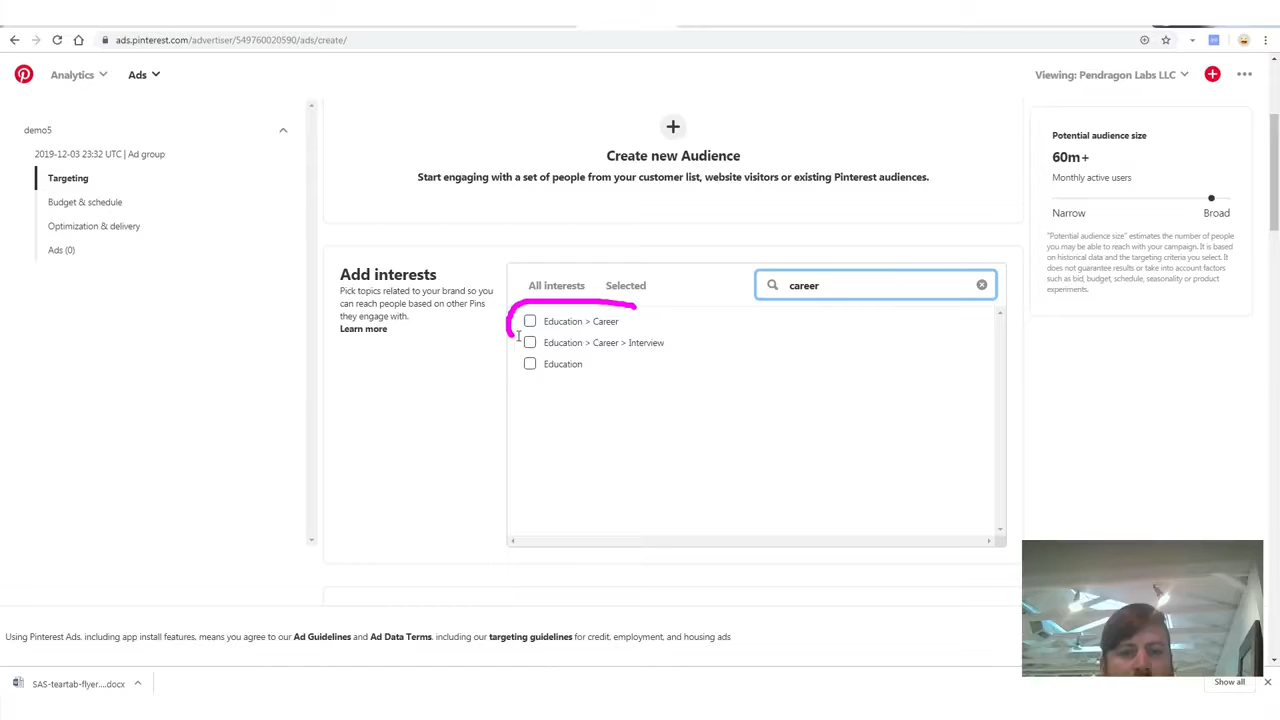 ads.pinterest.com/advertiser/549760020590/ads/create/
Analytics
Ads
Viewing: Pendragon Labs LLC
demo5
2019-12-03 23:32 UTC | Ad group
Targeting
Budget & schedule
Optimization & delivery
Ads (0)
Create new Audience
Start engaging with a set of people from your customer list, website visitors or existing Pinterest audiences.
Add interests
Pick topics related to your brand so you
can reach people based on other Pins
they engage with.
Learn more
All interests
Selected
career
Education > Career
Education > Career > Interview
Education
Potential audience size
60m+
Monthly active users
Narrow
Broad
"Potential audience size" estimates the number of people
you may be able to reach with your campaign. It is based
on historical data and the targeting criteria you select. It
does not guarantee results or take into account factors
such as bid, budget, schedule, seasonality or product
experiments.
Using Pinterest Ads, including app install features, means you agree to our Ad Guidelines and Ad Data Terms, including our targeting guidelines for credit, employment, and housing ads
SAS-teartab-flyer....docx
Show all